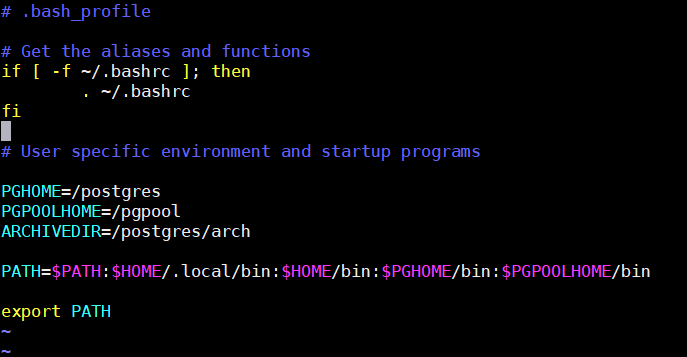 # .bash_profile
# Get the aliases and functions
if [ -f ~/.bashrc ]; then
        . ~/.bashrc
fi
# User specific environment and startup programs
PGHOME=/postgres
PGPOOLHOME=/pgpool
ARCHIVEDIR=/postgres/arch
PATH=$PATH:$HOME/.local/bin:$HOME/bin:$PGHOME/bin:$PGPOOLHOME/bin
export PATH
~
~